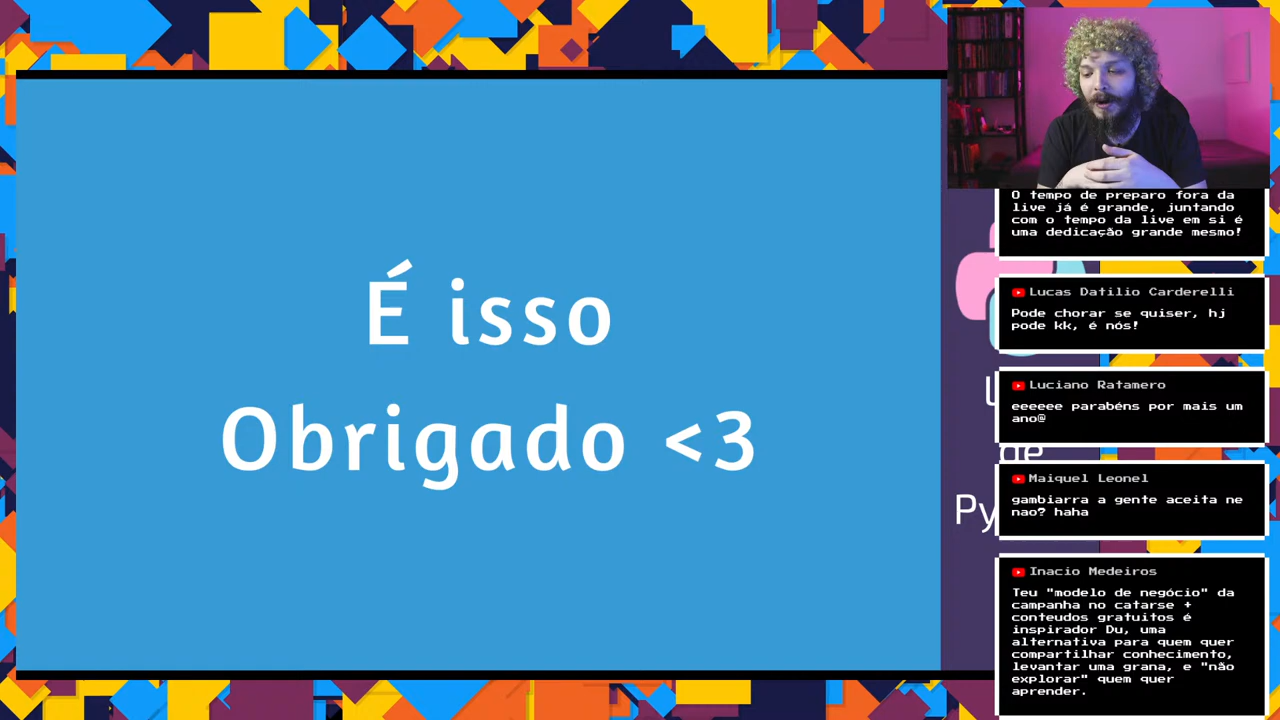 É isso
Obrigado <3
O tempo de preparo fora da
live já é grande, juntando
com o tempo da live em si é
uma dedicação grande mesmo!
Lucas Datilio Carderelli
Pode chorar se quiser, hj
pode kk, é nós!
Luciano Ratamero
eeeeee parabéns por mais um
ano@
Maiquel Leonel
gambiarra a gente aceita ne
nao? haha
Inacio Medeiros
Teu "modelo de negócio" da
campanha no catarse +
conteudos gratuitos é
inspirador Du, uma
alternativa para quem quer
compartilhar conhecimento,
levantar uma grana, e "não
explorar" quem quer
aprender.
de
Py